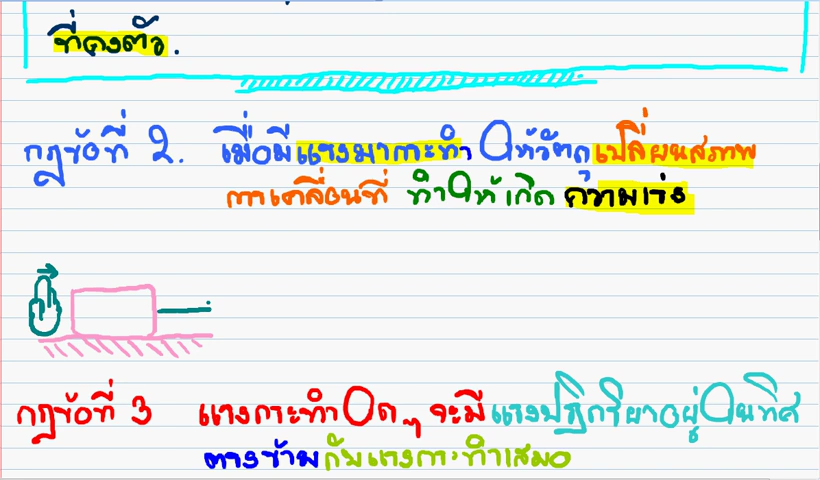 ที่คงตัว.
กฎข้อที่ 2. เมื่อมีแรงมากระทำ ให้วัตถุเปลี่ยนสภาพ
การเคลื่อนที่ ทำให้เกิด ความเร่ง
กฎข้อที่ 3 แรงกระทำใด ๆ จะมีแรงปฏิกิริยาอยู่ในทิศ
ตรงข้ามกับแรงกระทำเสมอ